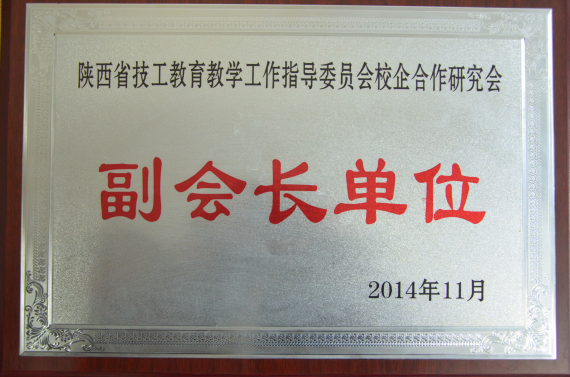 陕西省技工教育教学工作指导委员会校企合作研究会
副会长单位
2014年11月